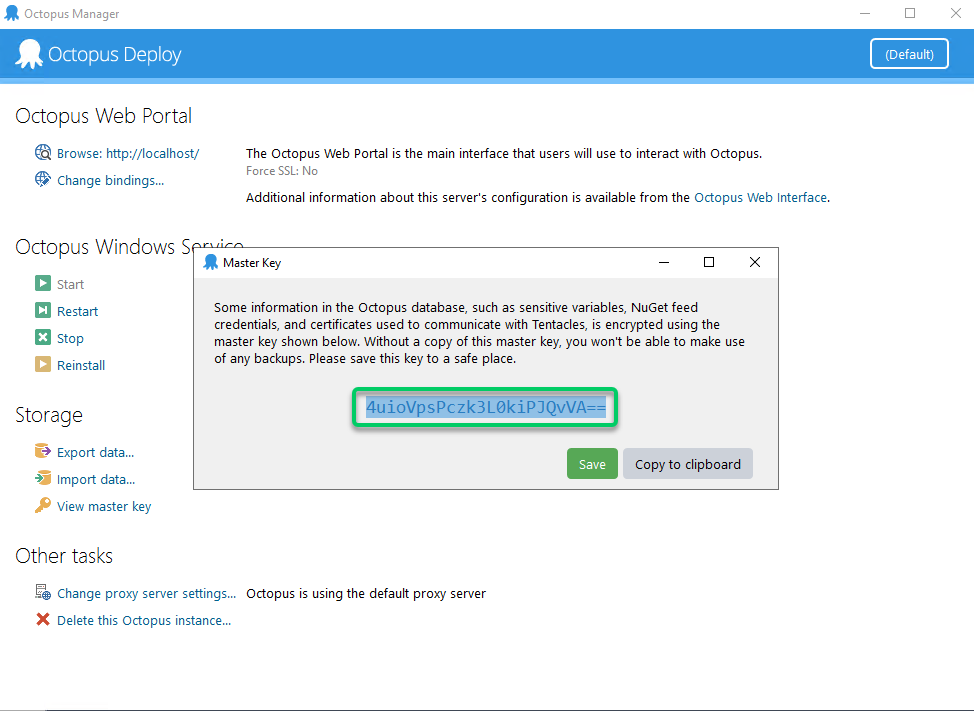 Octopus Manager
Octopus Deploy
(Default)
Octopus Web Portal
Browse: http://localhost/
The Octopus Web Portal is the main interface that users will use to interact with Octopus.
Force SSL: No
Change bindings...
Additional information about this server's configuration is available from the Octopus Web Interface.
Octopus Windows Service
Start
Restart
Stop
Reinstall
Master Key
Some information in the Octopus database, such as sensitive variables, NuGet feed
credentials, and certificates used to communicate with Tentacles, is encrypted using the
master key shown below. Without a copy of this master key, you won't be able to make use
of any backups. Please save this key to a safe place.
4uioVpsPczk3L0kiPJQvVA==
Save
Copy to clipboard
Storage
Export data...
Import data...
View master key
Other tasks
Change proxy server settings...
Octopus is using the default proxy server
Delete this Octopus instance...